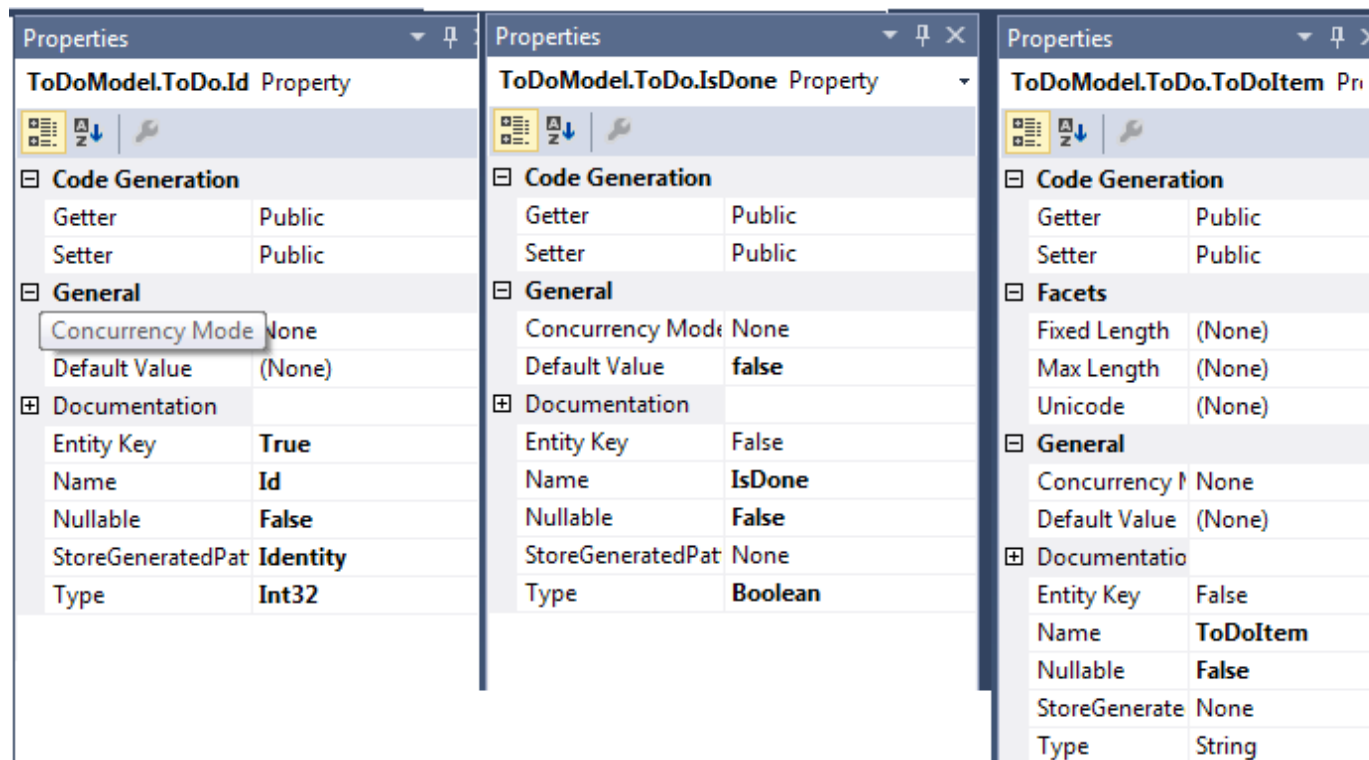 Properties
ToDoModel.ToDo.Id Property
Code Generation
Getter Public
Setter Public
General
Concurrency Mode None
Default Value (None)
Documentation
Entity Key True
Name Id
Nullable False
StoreGeneratedPat Identity
Type Int32
Properties
ToDoModel.ToDo.IsDone Property
Code Generation
Getter Public
Setter Public
General
Concurrency Mode None
Default Value false
Documentation
Entity Key False
Name IsDone
Nullable False
StoreGeneratedPat None
Type Boolean
Properties
ToDoModel.ToDo.ToDoItem Pr
Code Generation
Getter Public
Setter Public
Facets
Fixed Length (None)
Max Length (None)
Unicode (None)
General
Concurrency M None
Default Value (None)
Documentatio
Entity Key False
Name ToDoItem
Nullable False
StoreGenerate None
Type String